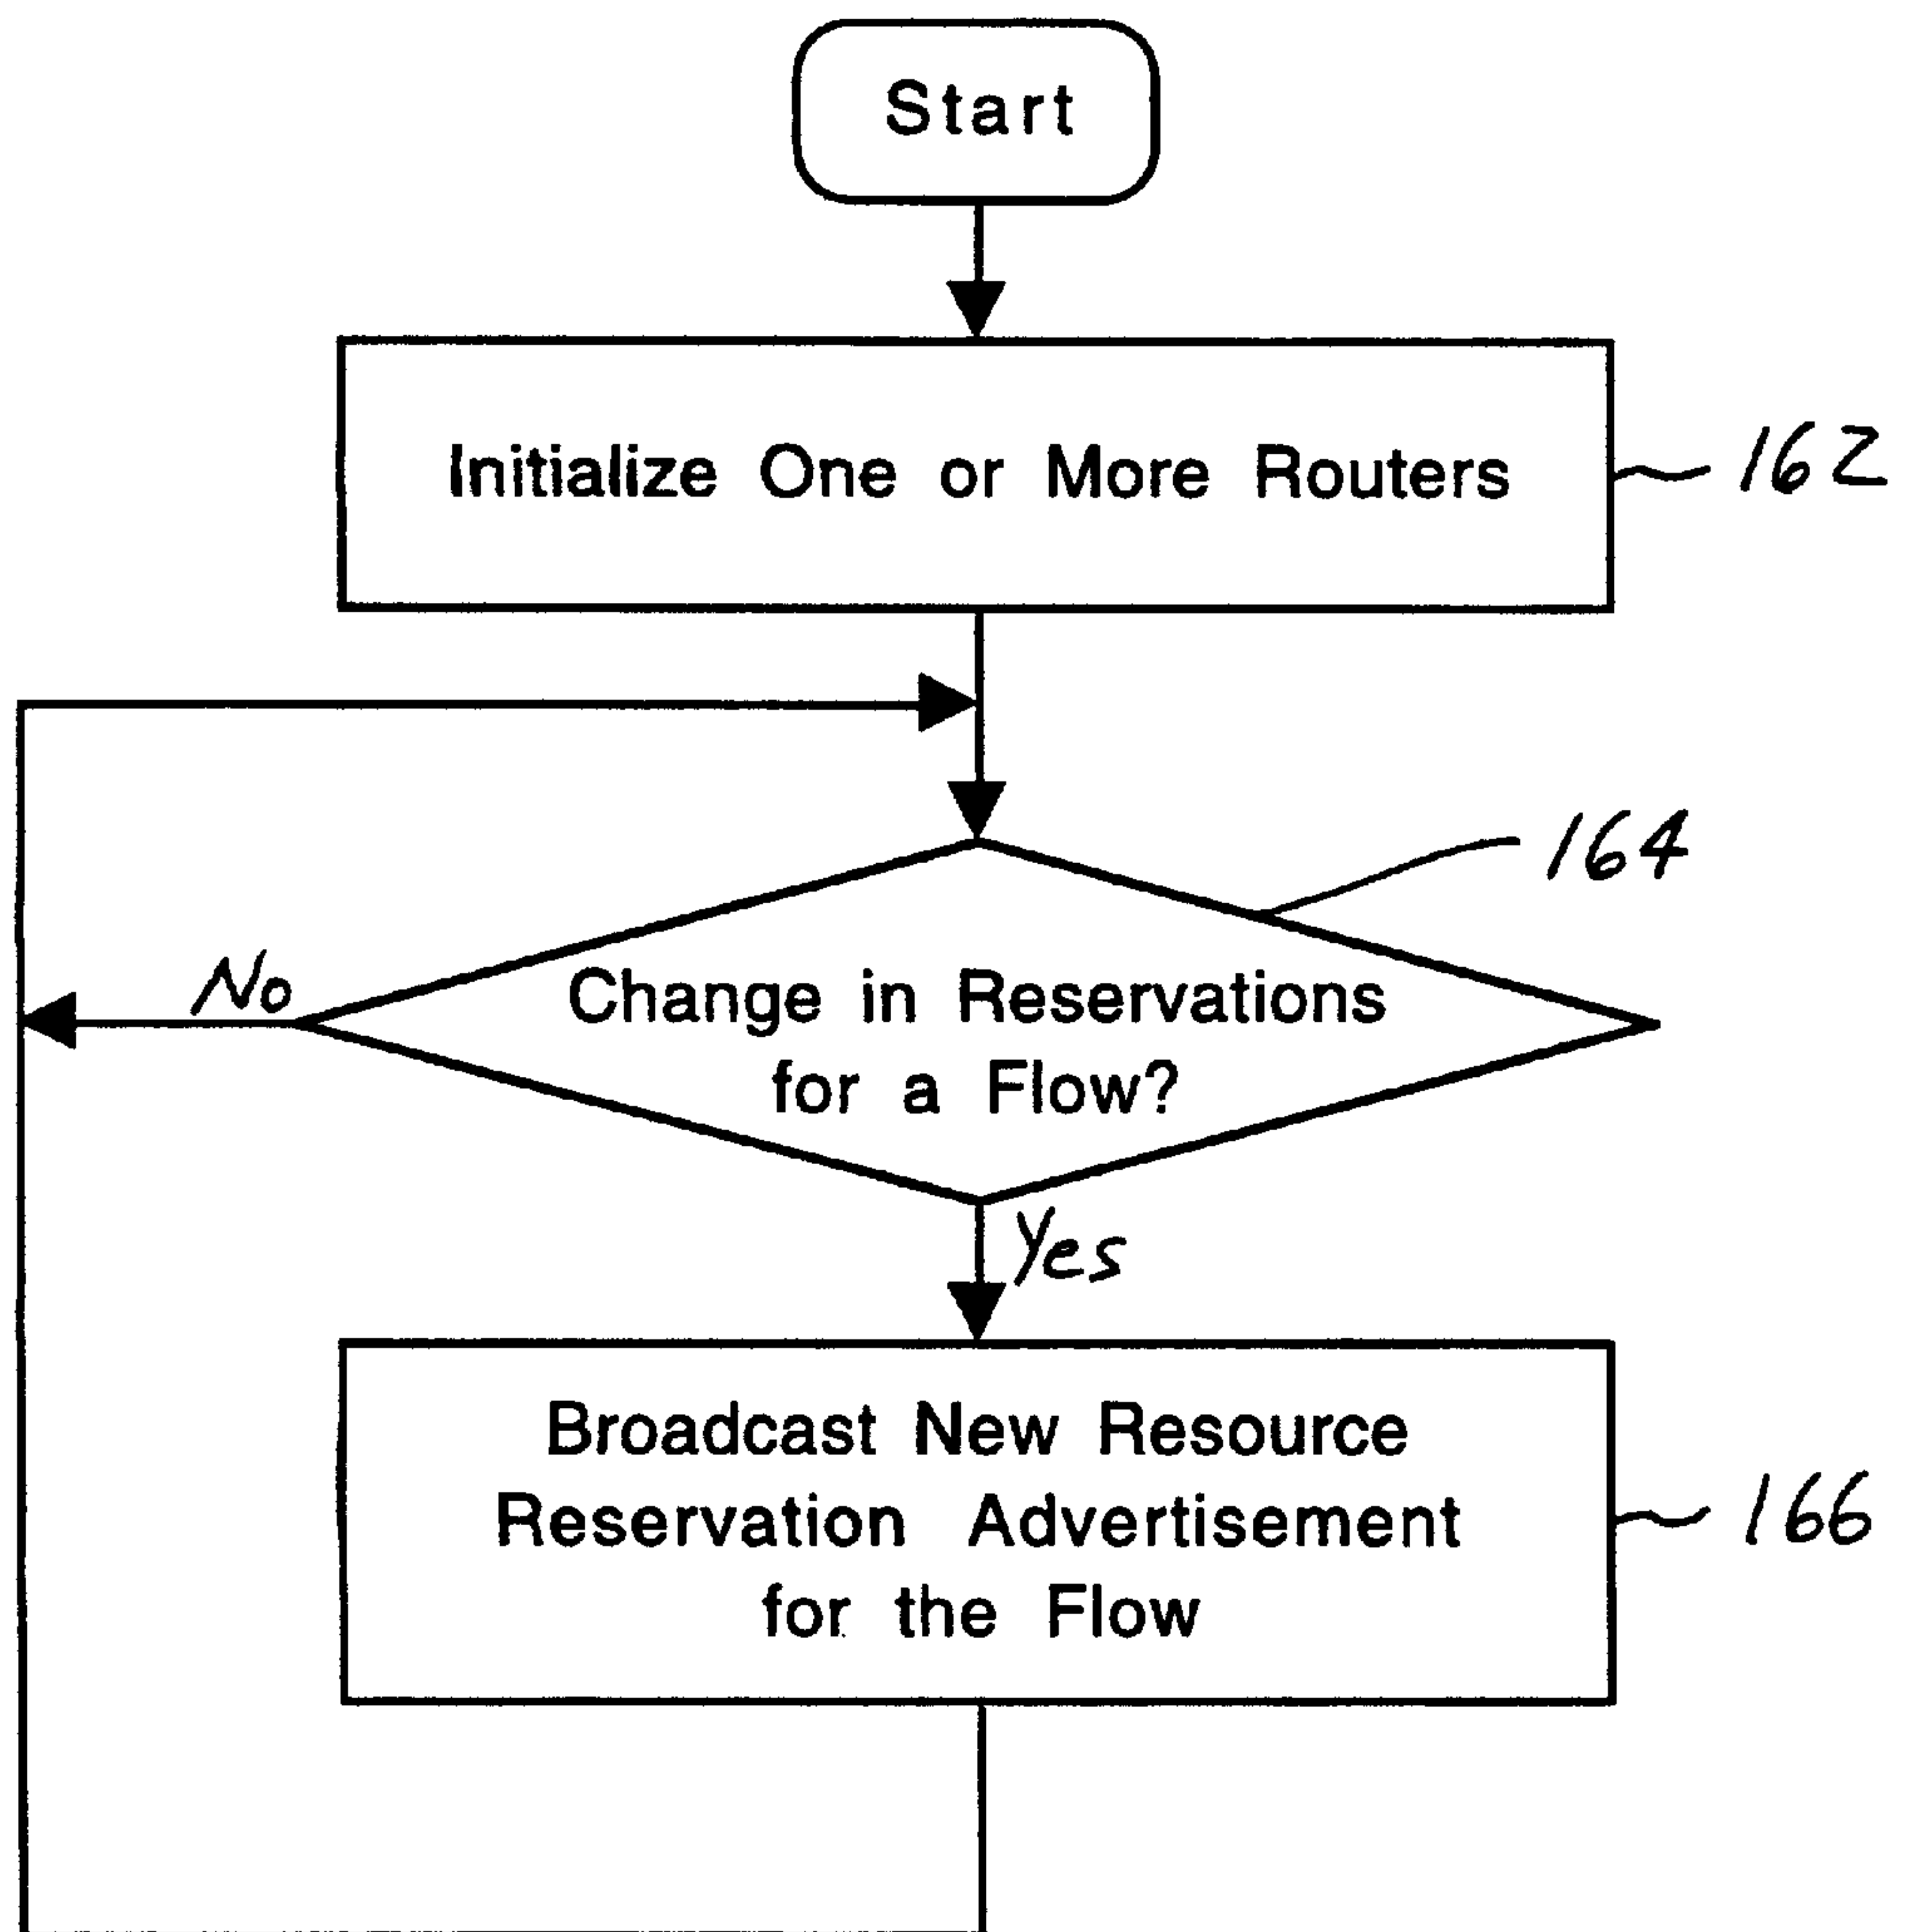 Start
Initialize One or More Routers
162
164
No
Change in Reservations
for a Flow?
Yes
Broadcast New Resource
Reservation Advertisement
for the Flow
166